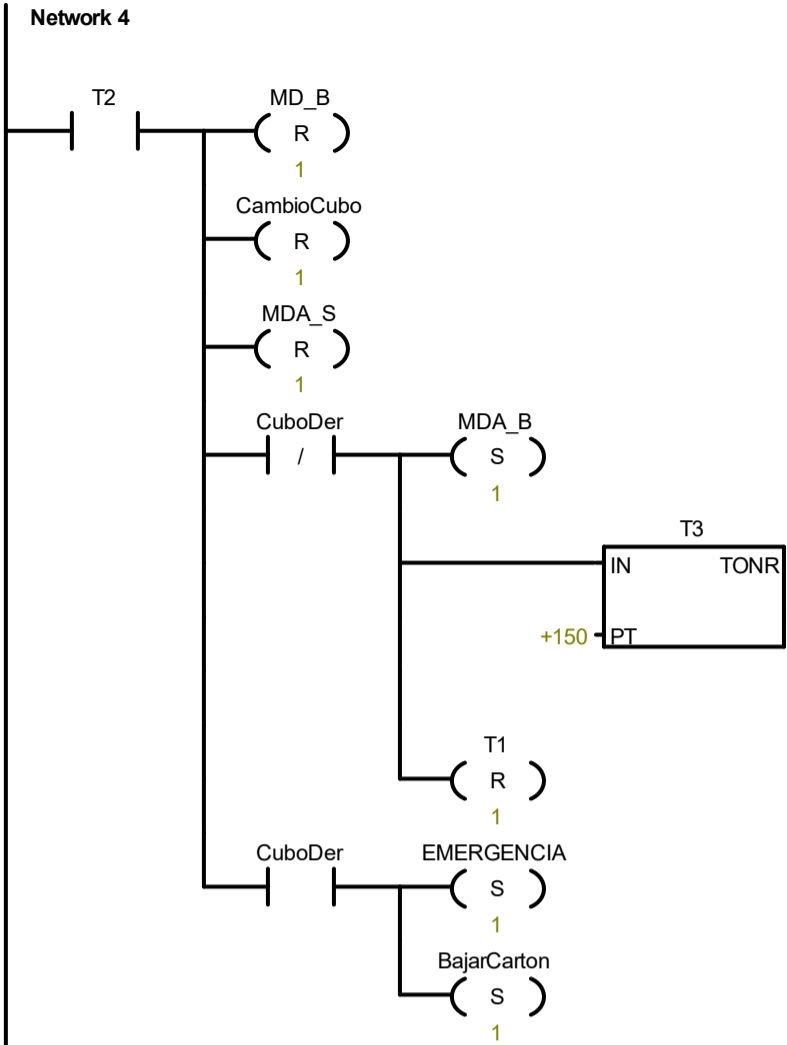 Network 4
T2
MD_B
R
1
CambioCubo
R
1
MDA_S
R
1
CuboDer
/
MDA_B
S
1
T3
IN TONR
+150 PT
T1
R
1
CuboDer
EMERGENCIA
S
1
BajarCarton
S
1